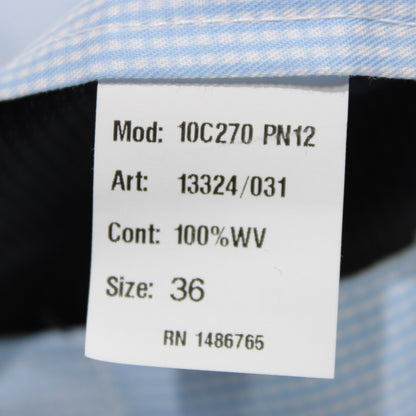 Mod: 10C270 PN12
Art: 13324/031
Cont: 100%WV
Size: 36
RN 1486765